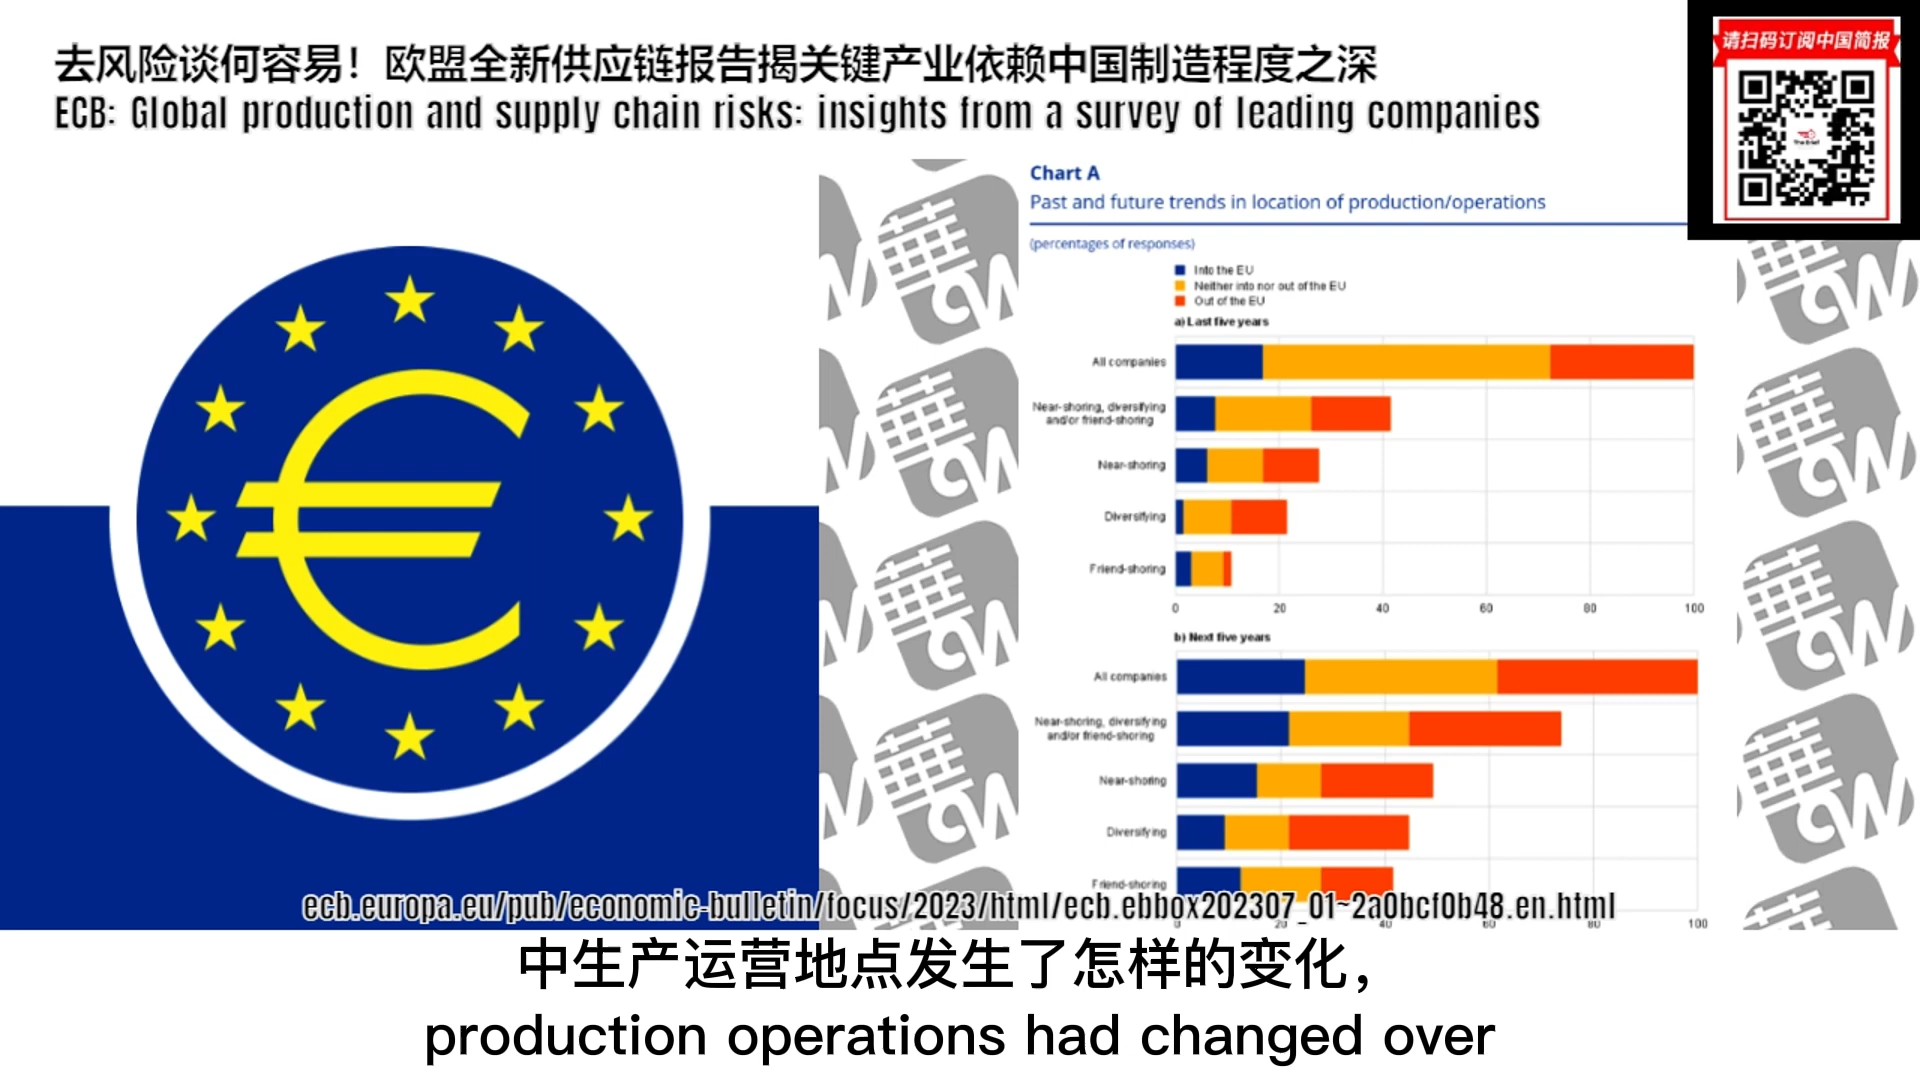 去风险谈何容易！欧盟全新供应链报告揭关键产业依赖中国制造程度之深
ECB: Global production and supply chain risks: insights from a survey of leading companies
请扫码订阅中国简报
Chart A
Past and future trends in location of production/operations
(percentages of responses)
Into the EU
Neither into nor out of the EU
Out of the EU
a) Last five years
All companies
Near-shoring, diversifying
and/or friend-shoring
Near-shoring
Diversifying
Friend-shoring
0 20 40 60 80 100
b) Next five years
All companies
Near-shoring, diversifying
and/or friend-shoring
Near-shoring
Diversifying
Friend-shoring
ecb.europa.eu/pub/economic-bulletin/focus/2023/html/ecb.ebbox202307_01~2a0bcf0b48.en.html
20 40 60 80 100
中生产运营地点发生了怎样的变化，
production operations had changed over